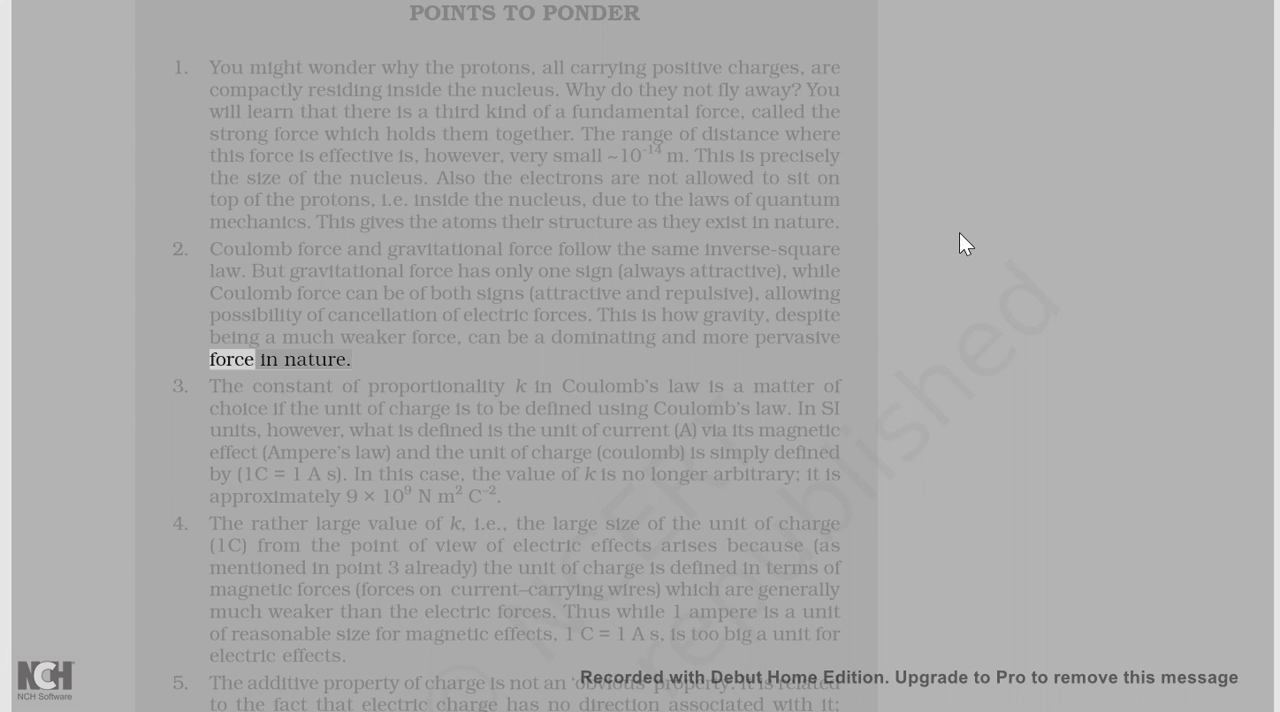 POINTS TO PONDER
1. You might wonder why the protons, all carrying positive charges, are
compactly residing inside the nucleus. Why do they not fly away? You
will learn that there is a third kind of a fundamental force, called the
strong force which holds them together. The range of distance where
this force is effective is, however, very small ~10⁻¹⁴ m. This is precisely
the size of the nucleus. Also the electrons are not allowed to sit on
top of the protons, i.e. inside the nucleus, due to the laws of quantum
mechanics. This gives the atoms their structure as they exist in nature.
2. Coulomb force and gravitational force follow the same inverse-square
law. But gravitational force has only one sign (always attractive), while
Coulomb force can be of both signs (attractive and repulsive), allowing
possibility of cancellation of electric forces. This is how gravity, despite
being a much weaker force, can be a dominating and more pervasive
force in nature.
3. The constant of proportionality k in Coulomb's law is a matter of
choice if the unit of charge is to be defined using Coulomb's law. In SI
units, however, what is defined is the unit of current (A) via its magnetic
effect (Ampere's law) and the unit of charge (coulomb) is simply defined
by (1C = 1 A s). In this case, the value of k is no longer arbitrary; it is
approximately 9 × 10⁹ N m² C⁻².
4. The rather large value of k, i.e., the large size of the unit of charge
(1C) from the point of view of electric effects arises because (as
mentioned in point 3 already) the unit of charge is defined in terms of
magnetic forces (forces on current–carrying wires) which are generally
much weaker than the electric forces. Thus while 1 ampere is a unit
of reasonable size for magnetic effects, 1 C = 1 A s, is too big a unit for
electric effects.
5. The additive property of charge is not an 'obvious' property. It is related
to the fact that electric charge has no direction associated with it;
© NCERT
republished
NCH
NCH Software
Recorded with Debut Home Edition. Upgrade to Pro to remove this message